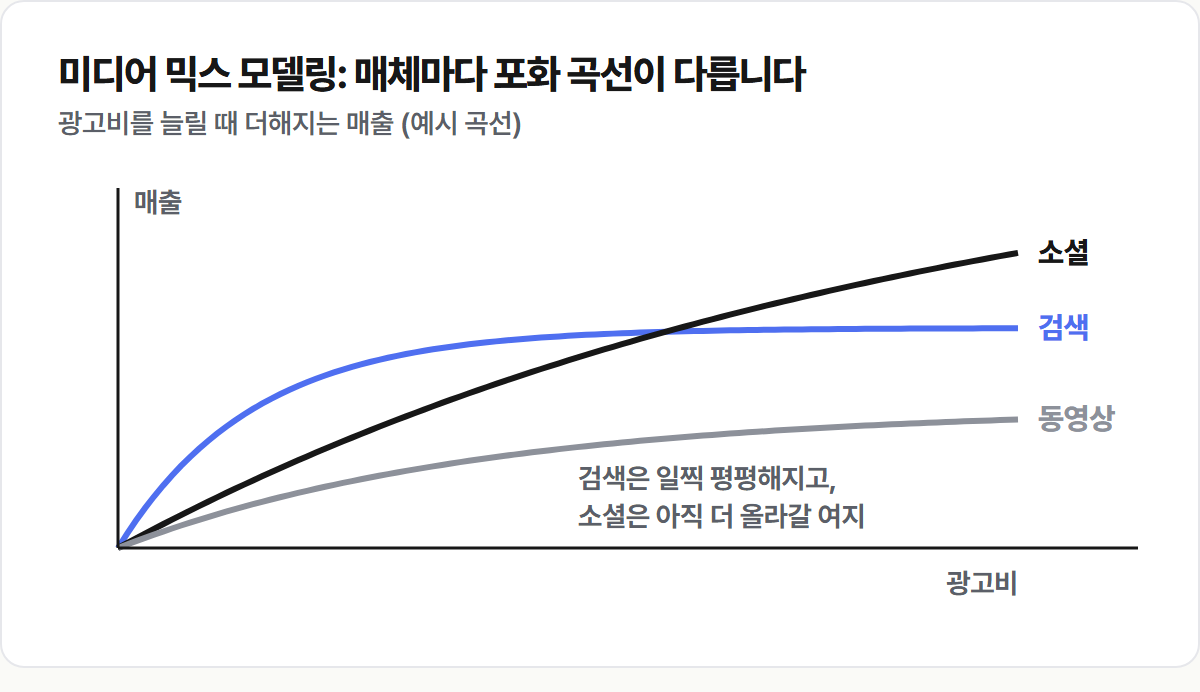 미디어 믹스 모델링: 매체마다 포화 곡선이 다릅니다
광고비를 늘릴 때 더해지는 매출 (예시 곡선)
매출
소셜
검색
동영상
검색은 일찍 평평해지고,
소셜은 아직 더 올라갈 여지
광고비